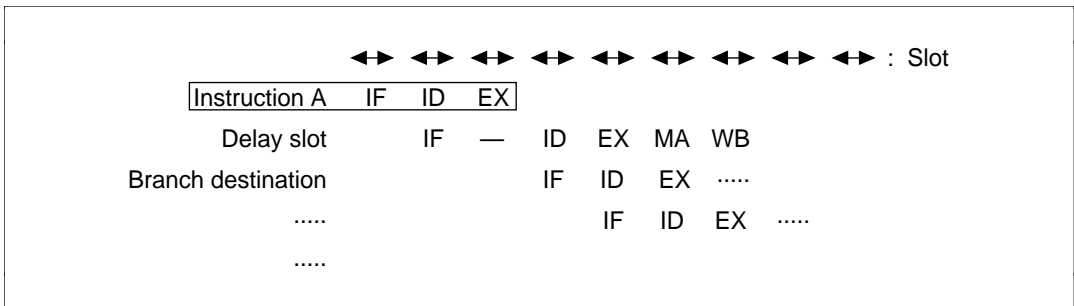 : Slot
Instruction A IF ID EX
Delay slot IF — ID EX MA WB
Branch destination IF ID EX .....
..... IF ID EX .....
.....